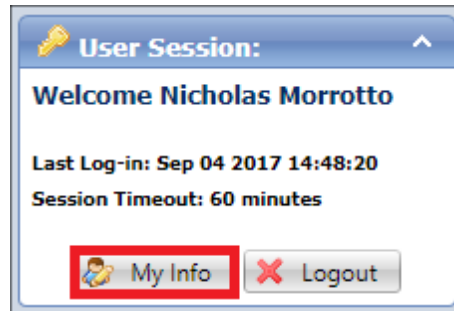 User Session:
Welcome Nicholas Morrotto
Last Log-in: Sep 04 2017 14:48:20
Session Timeout: 60 minutes
My Info Logout